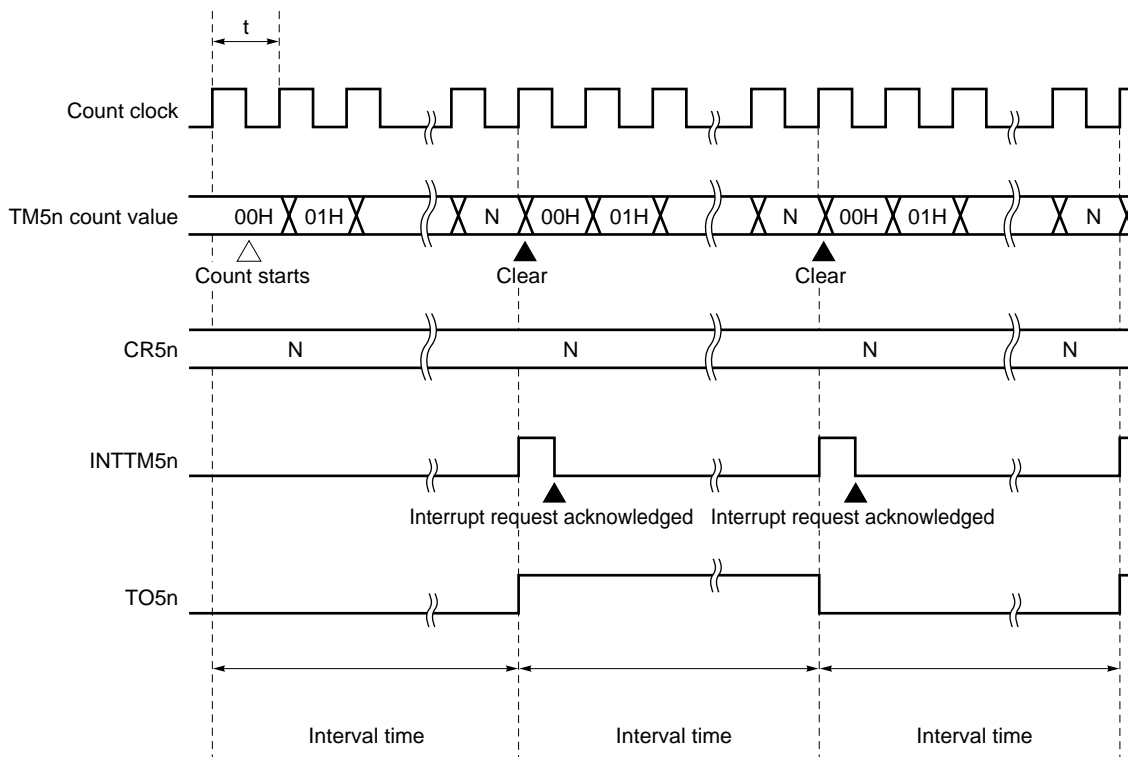 t
Count clock
TM5n count value 00H 01H N 00H 01H N 00H 01H N
Count starts Clear Clear
CR5n N N N N
INTTM5n
Interrupt request acknowledged Interrupt request acknowledged
TO5n
Interval time Interval time Interval time